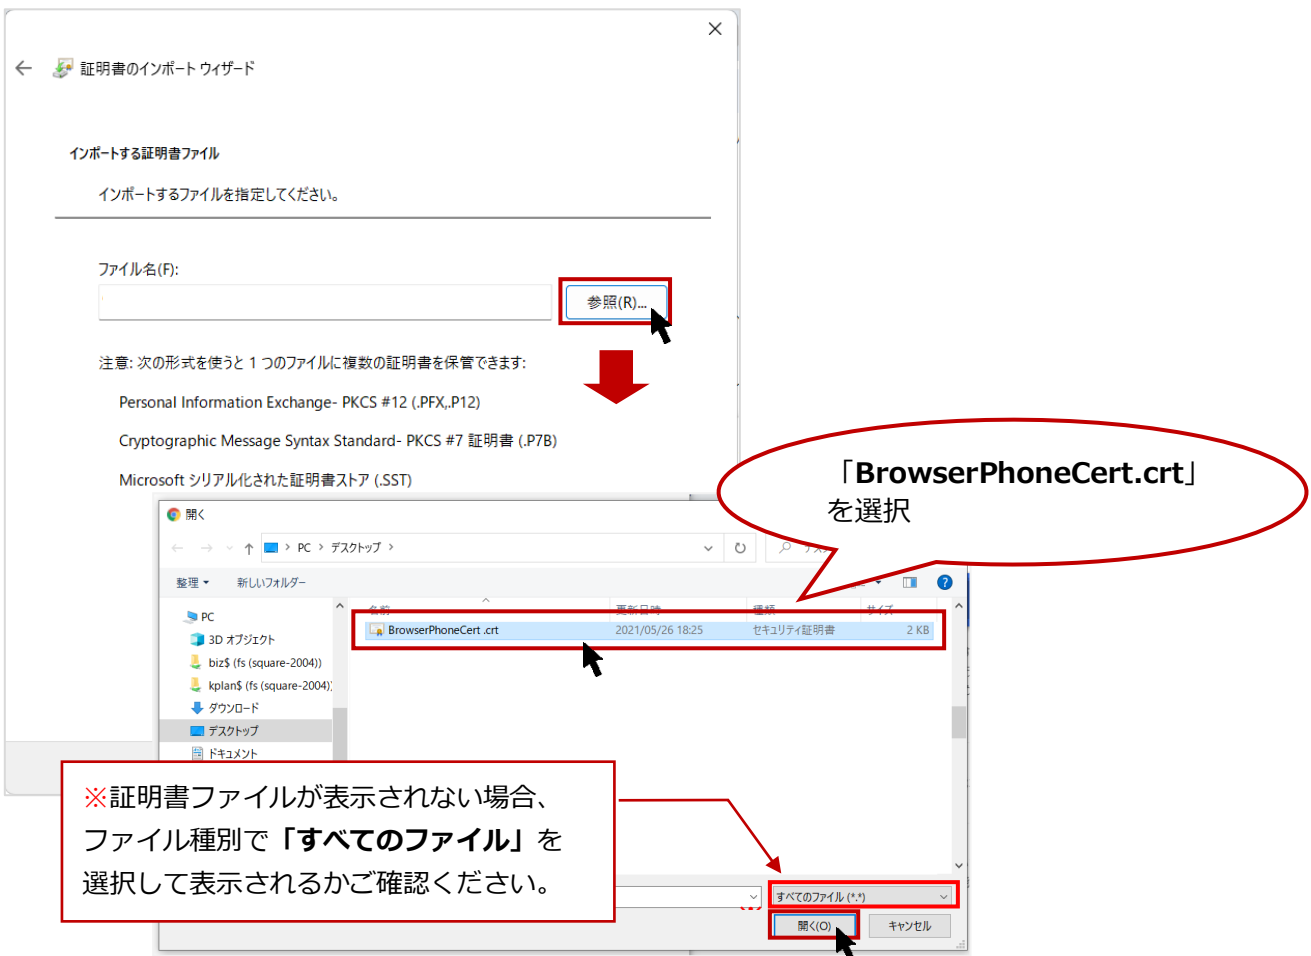 証明書のインポート ウィザード
インポートする証明書ファイル
インポートするファイルを指定してください。
ファイル名(F):
参照(R)...
注意: 次の形式を使うと 1 つのファイルに複数の証明書を保管できます:
Personal Information Exchange- PKCS #12 (.PFX,.P12)
Cryptographic Message Syntax Standard- PKCS #7 証明書 (.P7B)
Microsoft シリアル化された証明書ストア (.SST)
「BrowserPhoneCert.crt」
を選択
開く
PC › デスクトップ ›
整理 新しいフォルダー
名前 更新日時 種類 サイズ
BrowserPhoneCert .crt 2021/05/26 18:25 セキュリティ証明書 2 KB
PC
3D オブジェクト
biz$ (fs (square-2004))
kplan$ (fs (square-2004))
ダウンロード
デスクトップ
ドキュメント
※証明書ファイルが表示されない場合、
ファイル種別で「すべてのファイル」を
選択して表示されるかご確認ください。
すべてのファイル (*.*)
開く(O) キャンセル